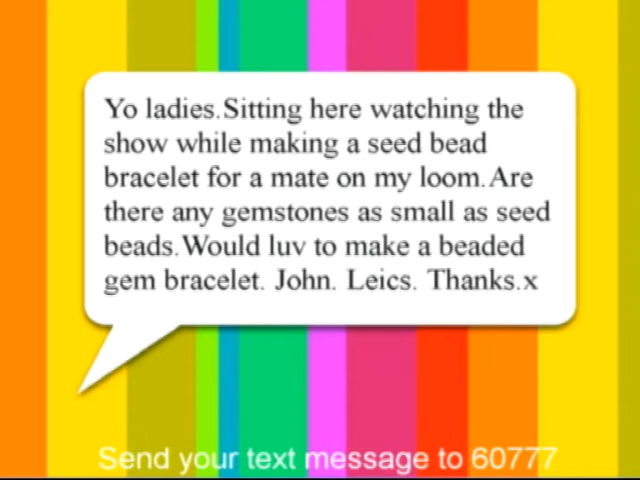 Yo ladies.Sitting here watching the
show while making a seed bead
bracelet for a mate on my loom.Are
there any gemstones as small as seed
beads.Would luv to make a beaded
gem bracelet. John. Leics. Thanks.x
Send your text message to 60777